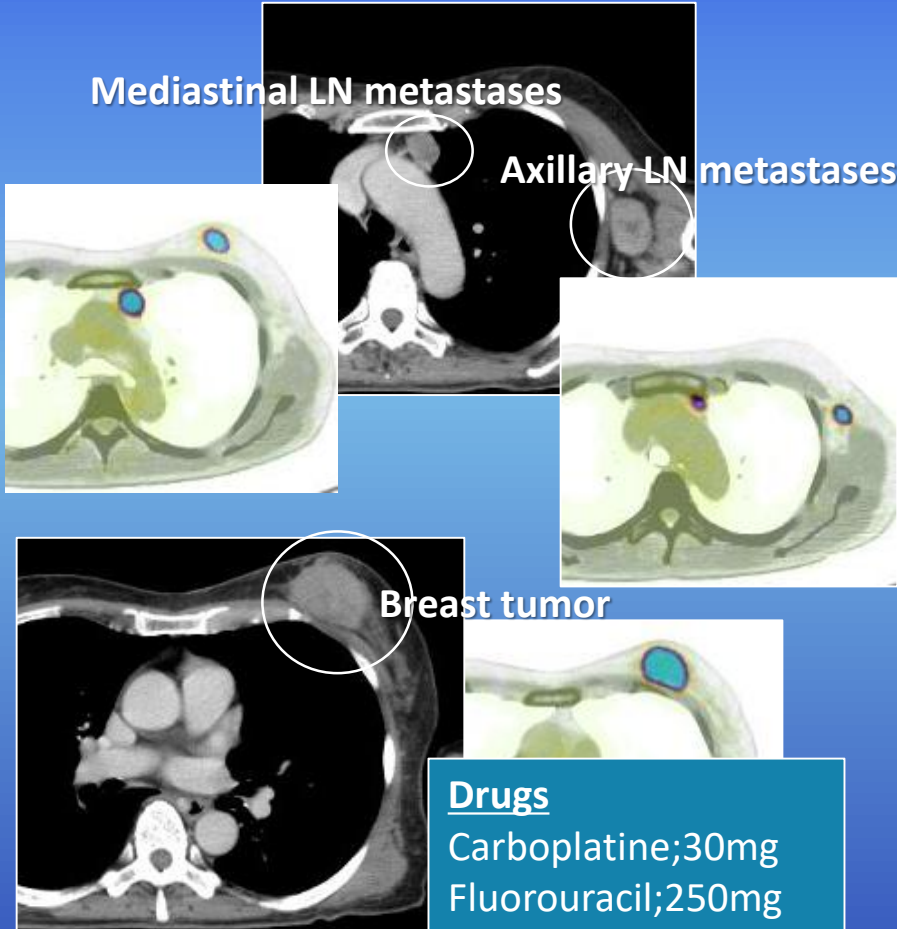 Mediastinal LN metastases
Axillary LN metastases
Breast tumor
Drugs
Carboplatine;30mg
Fluorouracil;250mg